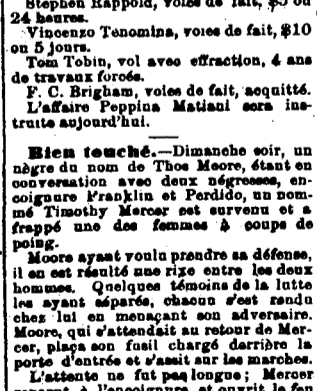 Stephen Rappold, voies de fait, $5 ou
24 heures.
Vincenzo Tenomina, voies de fait, $10
ou 5 jours.
Tom Tobin, vol avec effraction, 4 ans
de travaux forcés.
F. C. Brigham, voies de fait, acquitté.
L'affaire Peppina Matiani sera ins-
truite aujourd'hui.
Bien touché.—Dimanche soir, un
nègre du nom de Thos Moore, étant en
conversation avec deux négresses, en-
coignure Franklin et Perdido, un nom-
mé Timothy Mercer est survenu et a
frappé une des femmes à coups de
poing.
Moore ayant voulu prendre sa défense,
il en est résulté une rixe entre les deux
hommes. Quelques témoins de la lutte
les ayant séparés, chacun s'est rendu
chez lui en menaçant son adversaire.
Moore, qui s'attendait au retour de Mer-
cer, plaça son fusil chargé derrière la
porte d'entrée et s'assit sur les marches.
L'attente ne fut pas longue; Mercer
à l'encoignure et ouvrit le feu